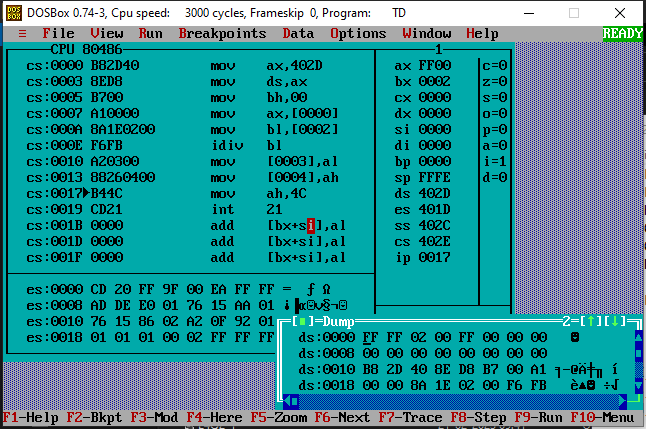 DOSBox 0.74-3, Cpu speed: 3000 cycles, Frameskip 0, Program: TD
≡ File View Run Breakpoints Data Options Window Help READY
CPU 80486 1
cs:0000 B82D40 mov ax,402D ax FF00 c=0
cs:0003 8ED8 mov ds,ax bx 0002 z=0
cs:0005 B700 mov bh,00 cx 0000 s=0
cs:0007 A10000 mov ax,[0000] dx 0000 o=0
cs:000A 8A1E0200 mov bl,[0002] si 0000 p=0
cs:000E F6FB idiv bl di 0000 a=0
cs:0010 A20300 mov [0003],al bp 0000 i=1
cs:0013 88260400 mov [0004],ah sp FFFE d=0
cs:0017►B44C mov ah,4C ds 402D
cs:0019 CD21 int 21 es 401D
cs:001B 0000 add [bx+si],al ss 402C
cs:001D 0000 add [bx+si],al cs 402E
cs:001F 0000 add [bx+si],al ip 0017
es:0000 CD 20 FF 9F 00 EA FF FF = ƒ Ω
es:0008 AD DE E0 01 76 15 AA 01
es:0010 76 15 86 02 A2 0F 92 01
es:0018 01 01 01 00 02 FF FF FF
[■]=Dump 2=[↑][↓]
ds:0000 FF FF 02 00 FF 00 00 00
ds:0008 00 00 00 00 00 00 00 00
ds:0010 B8 2D 40 8E D8 B7 00 A1
ds:0018 00 00 8A 1E 02 00 F6 FB
F1-Help F2-Bkpt F3-Mod F4-Here F5-Zoom F6-Next F7-Trace F8-Step F9-Run F10-Menu